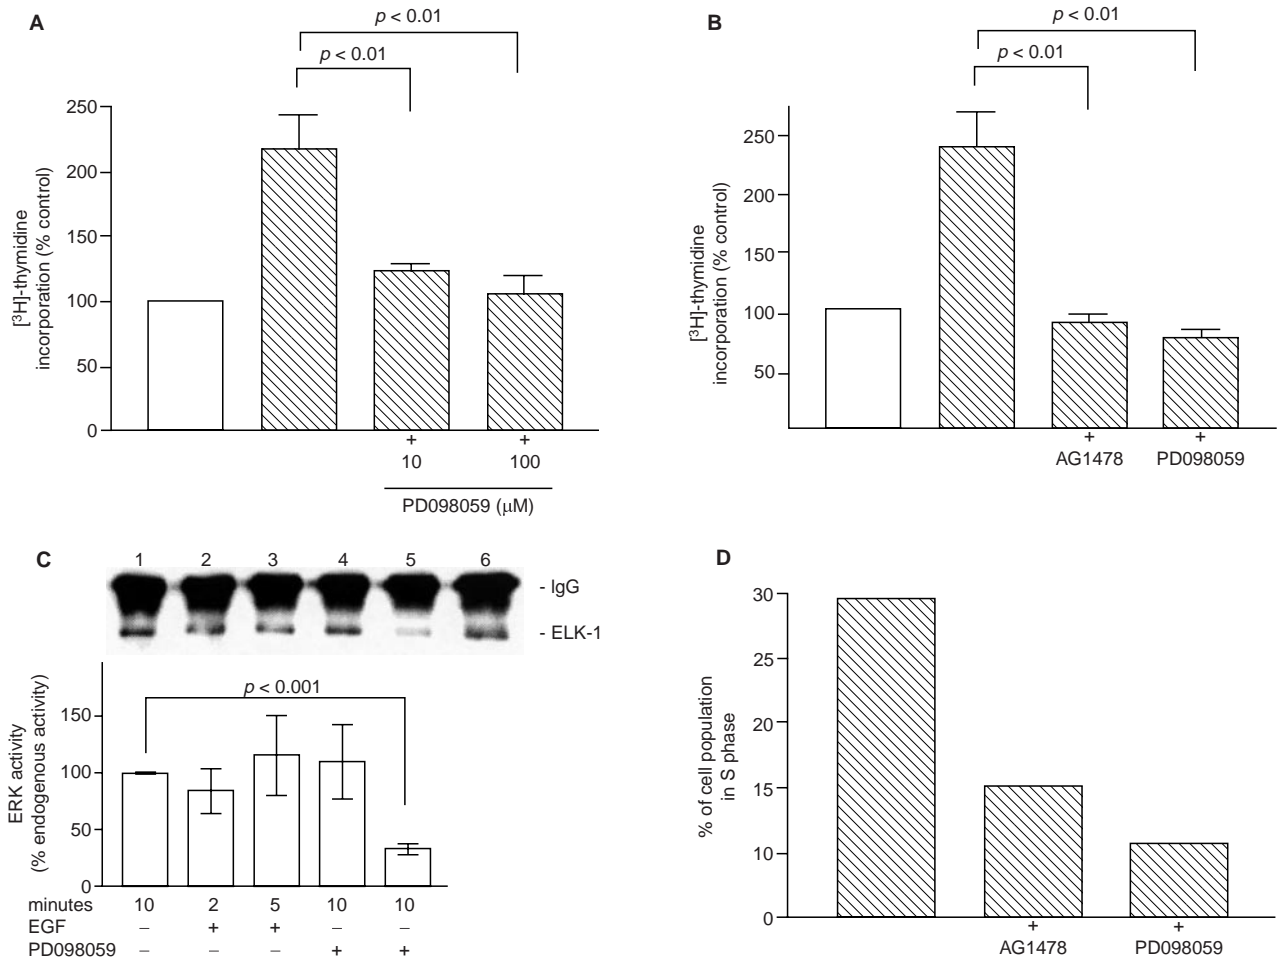 A
p < 0.01
p < 0.01
250
200
150
100
50
0
[³H]-thymidine
incorporation (% control)
+ +
10 100
PD098059 (μM)
B
p < 0.01
p < 0.01
250
200
150
100
50
[³H]-thymidine
incorporation (% control)
+ +
AG1478 PD098059
C
1 2 3 4 5 6
- IgG
- ELK-1
p < 0.001
150
100
50
0
ERK activity
(% endogenous activity)
minutes 10 2 5 10 10
EGF – + + – –
PD098059 – – – + +
D
30
25
20
15
10
0
% of cell population
in S phase
+ +
AG1478 PD098059